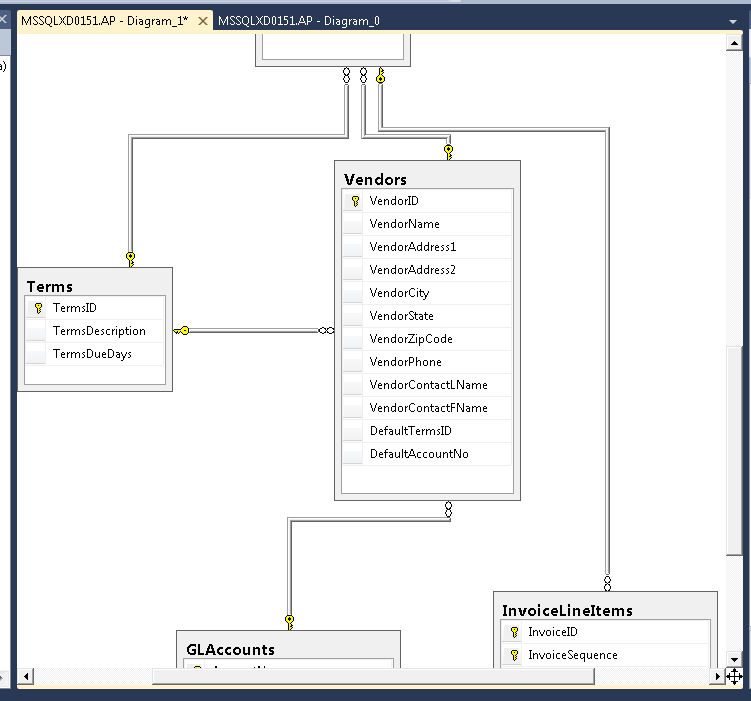 MSSQLXD0151.AP - Diagram_1*
MSSQLXD0151.AP - Diagram_0
a)
Vendors
VendorID
VendorName
VendorAddress1
VendorAddress2
VendorCity
VendorState
VendorZipCode
VendorPhone
VendorContactLName
VendorContactFName
DefaultTermsID
DefaultAccountNo
Terms
TermsID
TermsDescription
TermsDueDays
GLAccounts
InvoiceLineItems
InvoiceID
InvoiceSequence